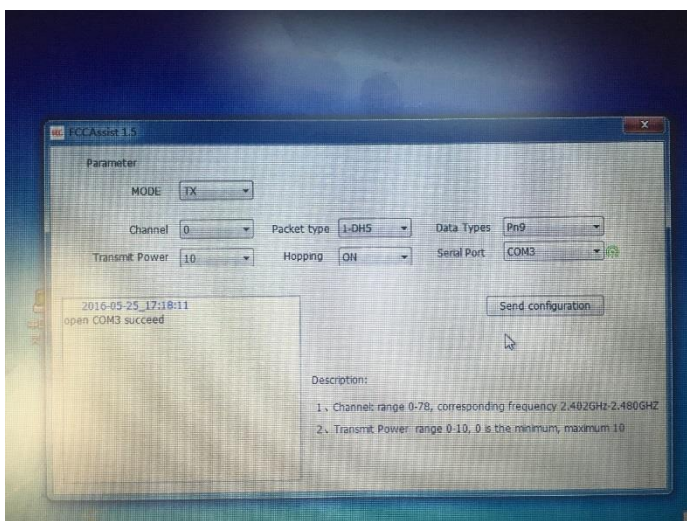 FCCAssist 1.5
Parameter
MODE TX
Channel 0 Packet type 1-DH5 Data Types Pn9
Transmit Power 10 Hopping ON Serial Port COM3
2016-05-25_17:18:11
open COM3 succeed
Send configuration
Description:
1、Channel: range 0-78, corresponding frequency 2.402GHz-2.480GHZ
2、Transmit Power range 0-10, 0 is the minimum, maximum 10